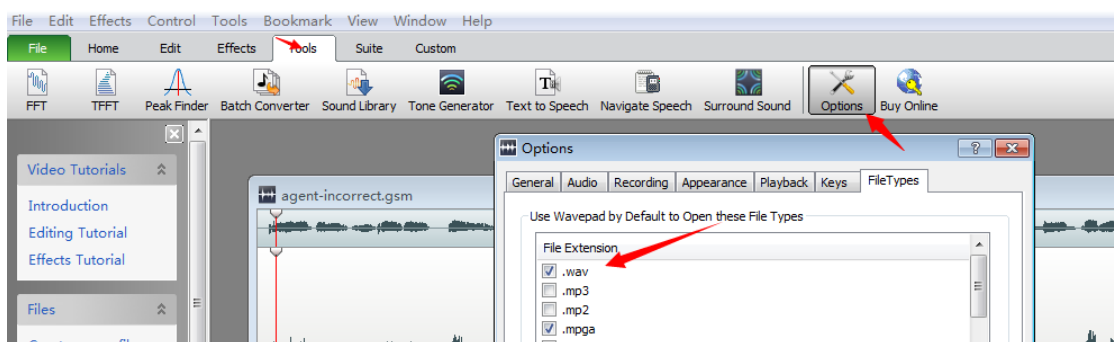 File Edit Effects Control Tools Bookmark View Window Help
File Home Edit Effects Tools Suite Custom
FFT TFFT Peak Finder Batch Converter Sound Library Tone Generator Text to Speech Navigate Speech Surround Sound Options Buy Online
Options
General Audio Recording Appearance Playback Keys FileTypes
Video Tutorials
Introduction
Editing Tutorial
Effects Tutorial
Files
agent-incorrect.gsm
Use Wavepad by Default to Open these File Types
File Extension
.wav
.mp3
.mp2
.mpga